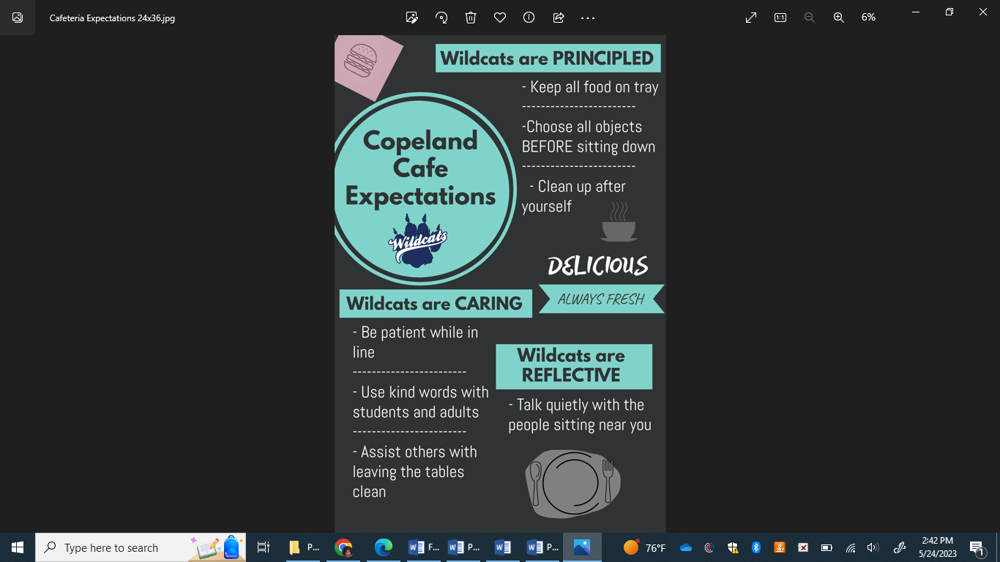 Cafeteria Expectations 24x36.jpg
6%
Wildcats are PRINCIPLED
- Keep all food on tray
------------------------
-Choose all objects
BEFORE sitting down
------------------------
- Clean up after
yourself
Copeland
Cafe
Expectations
Wildcats
DELICIOUS
ALWAYS FRESH
Wildcats are CARING
- Be patient while in
line
------------------------
- Use kind words with
students and adults
------------------------
- Assist others with
leaving the tables
clean
Wildcats are
REFLECTIVE
- Talk quietly with the
people sitting near you
Type here to search
P...
F...
P...
P...
76°F
2:42 PM
5/24/2023
1